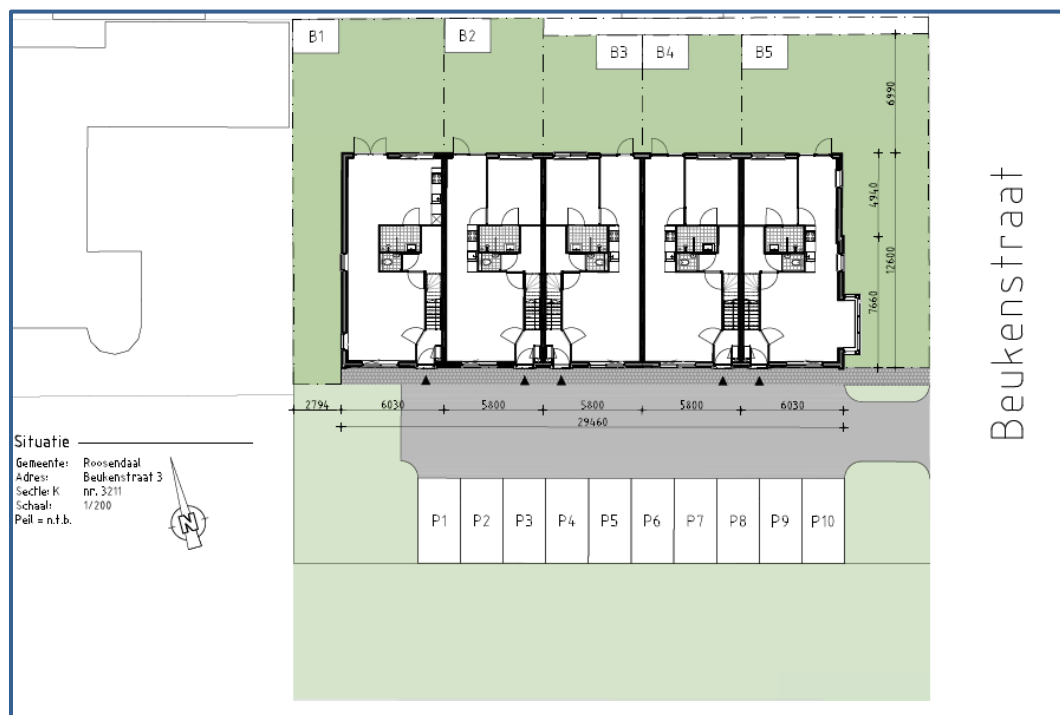 B1
B2
B3
B4
B5
6990
4940
12600
7660
Beukenstraat
2794
6030
5800
5800
5800
6030
29460
Situatie
Gemeente: Roosendaal
Adres: Beukenstraat 3
Sectie: K nr. 3211
Schaal: 1/200
Peil = n.t.b.
N
P1
P2
P3
P4
P5
P6
P7
P8
P9
P10